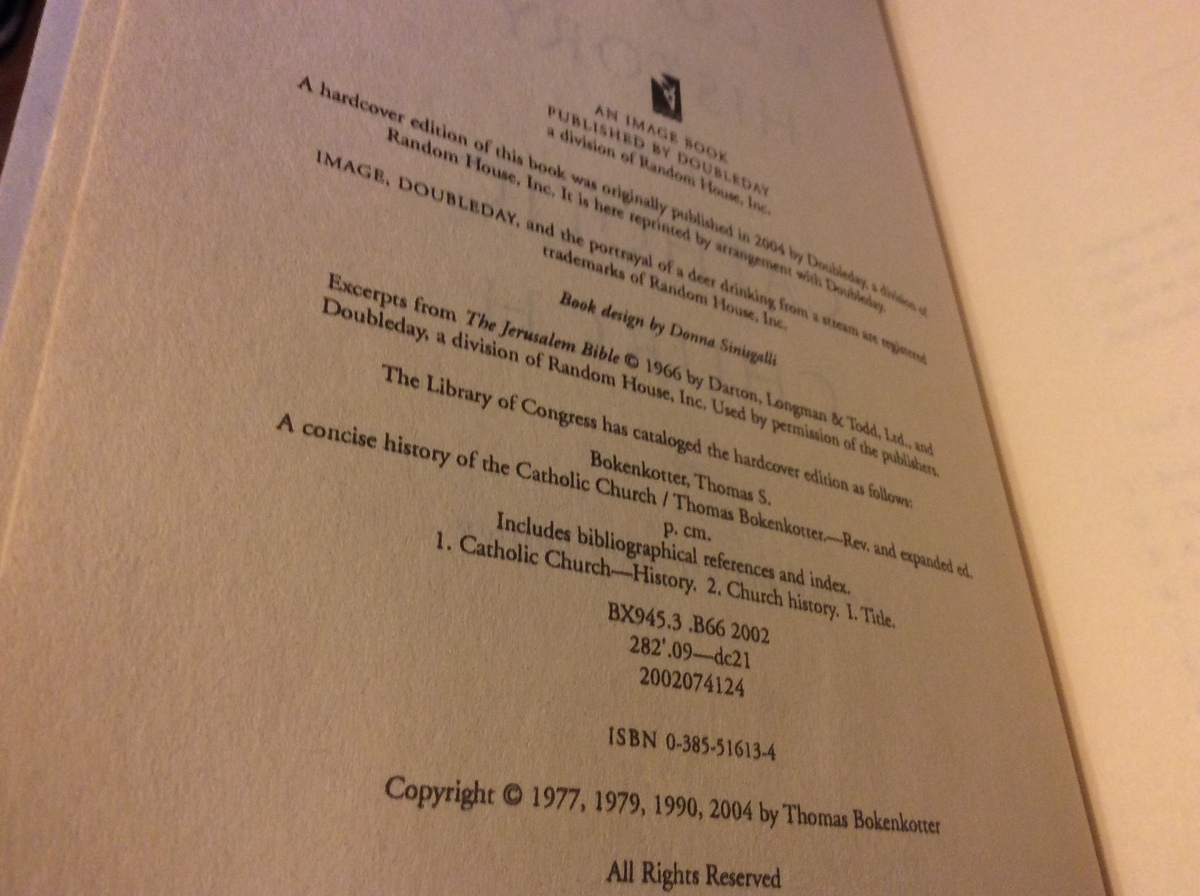 AN IMAGE BOOK
PUBLISHED BY DOUBLEDAY
a division of Random House, Inc.
A hardcover edition of this book was originally published in 2004 by Doubleday, a division of
Random House, Inc. It is here reprinted by arrangement with Doubleday.
IMAGE, DOUBLEDAY, and the portrayal of a deer drinking from a stream are registered
trademarks of Random House, Inc.
Book design by Donna Sinisgalli
Excerpts from The Jerusalem Bible © 1966 by Darton, Longman & Todd, Ltd., and
Doubleday, a division of Random House, Inc. Used by permission of the publishers.
The Library of Congress has cataloged the hardcover edition as follows:
Bokenkotter, Thomas S.
A concise history of the Catholic Church / Thomas Bokenkotter.—Rev. and expanded ed.
p. cm.
Includes bibliographical references and index.
1. Catholic Church—History. 2. Church history. I. Title.
BX945.3 .B66 2002
282'.09—dc21
2002074124
ISBN 0-385-51613-4
Copyright © 1977, 1979, 1990, 2004 by Thomas Bokenkotter
All Rights Reserved